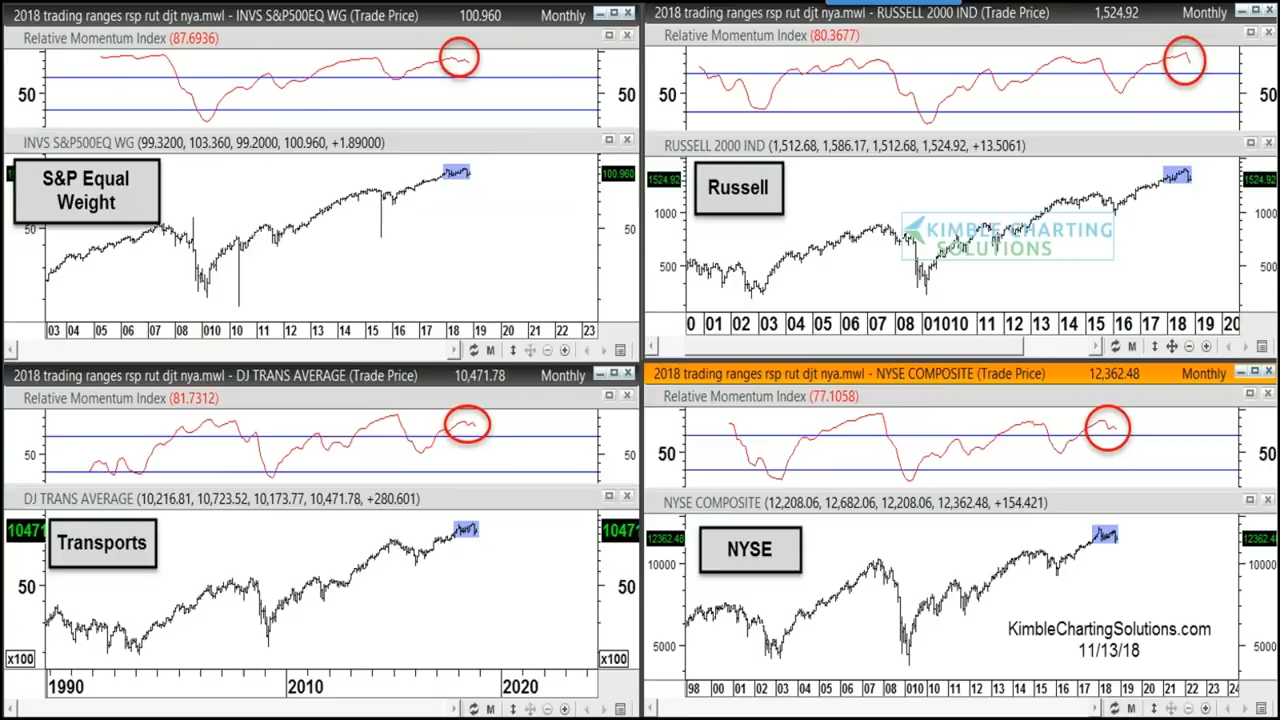 2018 trading ranges rsp rut djt nya.mwl - INVS S&P500EQ WG (Trade Price) 100.960 Monthly
Relative Momentum Index (87.6936)
50
INVS S&P500EQ WG (99.3200, 103.360, 99.2000, 100.960, +1.89000)
S&P Equal
Weight
100.960
50 50
03 04 05 06 07 08 09 010 10 11 12 13 14 15 16 17 18 19 20 21 22 23
M
2018 trading ranges rsp rut djt nya.mwl - RUSSELL 2000 IND (Trade Price) 1,524.92 Monthly
Relative Momentum Index (80.3677)
50 50
RUSSELL 2000 IND (1,512.68, 1,586.17, 1,512.68, 1,524.92, +13.5061)
Russell
1524.92 1524.92
1000 1000
KIMBLE CHARTING
SOLUTIONS
500 500
0 01 02 03 04 05 06 07 08 010 10 11 12 13 14 15 16 17 18 19 20
M
2018 trading ranges rsp rut djt nya.mwl - DJ TRANS AVERAGE (Trade Price) 10,471.78 Monthly
Relative Momentum Index (81.7312)
50 50
DJ TRANS AVERAGE (10,216.81, 10,723.52, 10,173.77, 10,471.78, +280.601)
10471 10471
Transports
50 50
x100 x100
1990 2010 2020
M
2018 trading ranges rsp rut djt nya.mwl - NYSE COMPOSITE (Trade Price) 12,362.48 Monthly
Relative Momentum Index (77.1058)
50 50
NYSE COMPOSITE (12,208.06, 12,682.06, 12,208.06, 12,362.48, +154.421)
NYSE
12362.48 12362.48
10000 10000
KimbleChartingSolutions.com
11/13/18
5000 5000
98 00 02 03 04 05 06 07 08 010 10 11 12 13 14 15 16 17 18 19 20 21 22 23 24
M